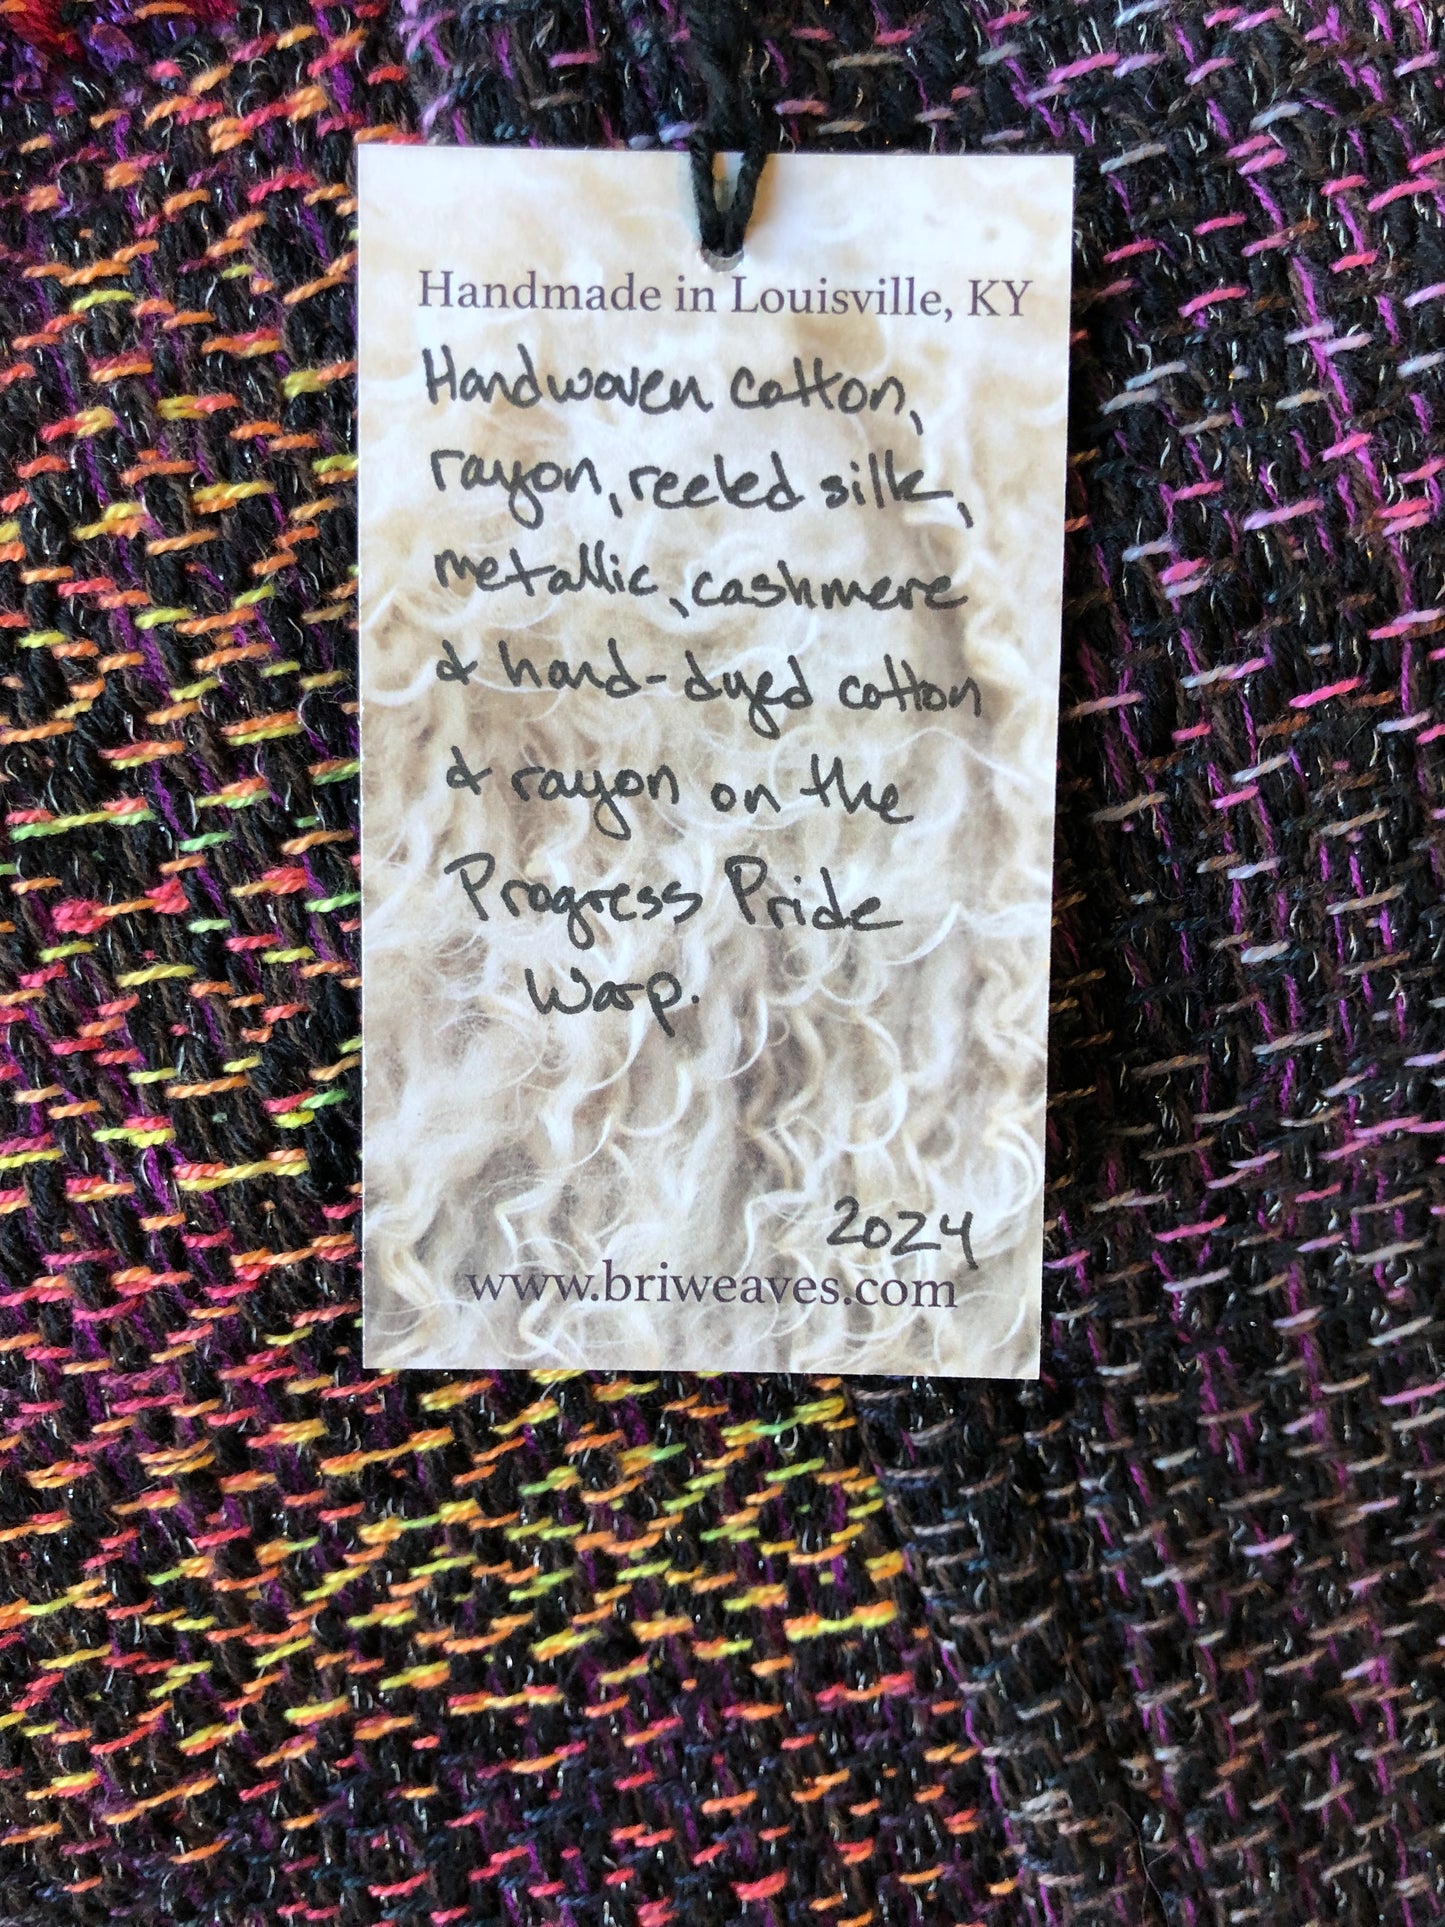 Handmade in Louisville, KY
Handwoven cotton,
rayon, reeled silk,
metallic, cashmere
& hand-dyed cotton
& rayon on the
Progress Pride
Warp.
2024
www.briweaves.com